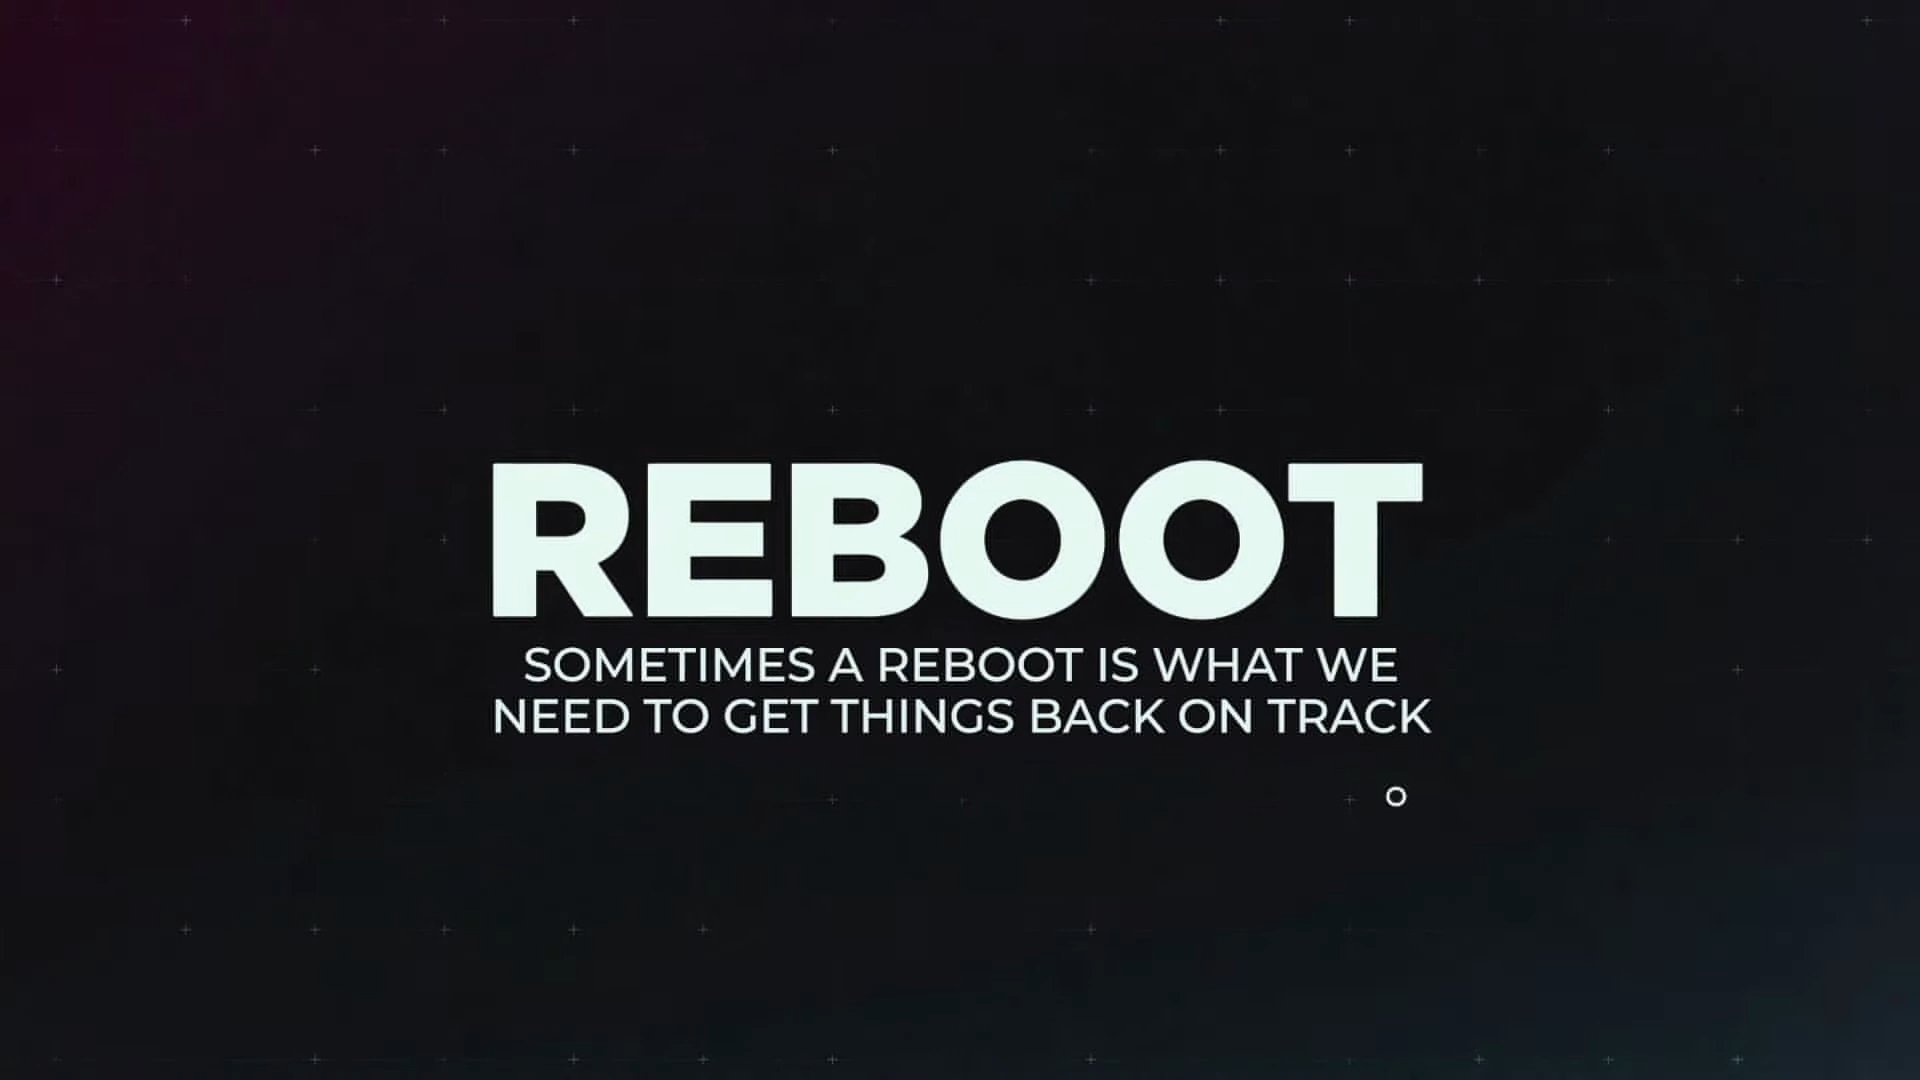 REBOOT
SOMETIMES A REBOOT IS WHAT WE
NEED TO GET THINGS BACK ON TRACK